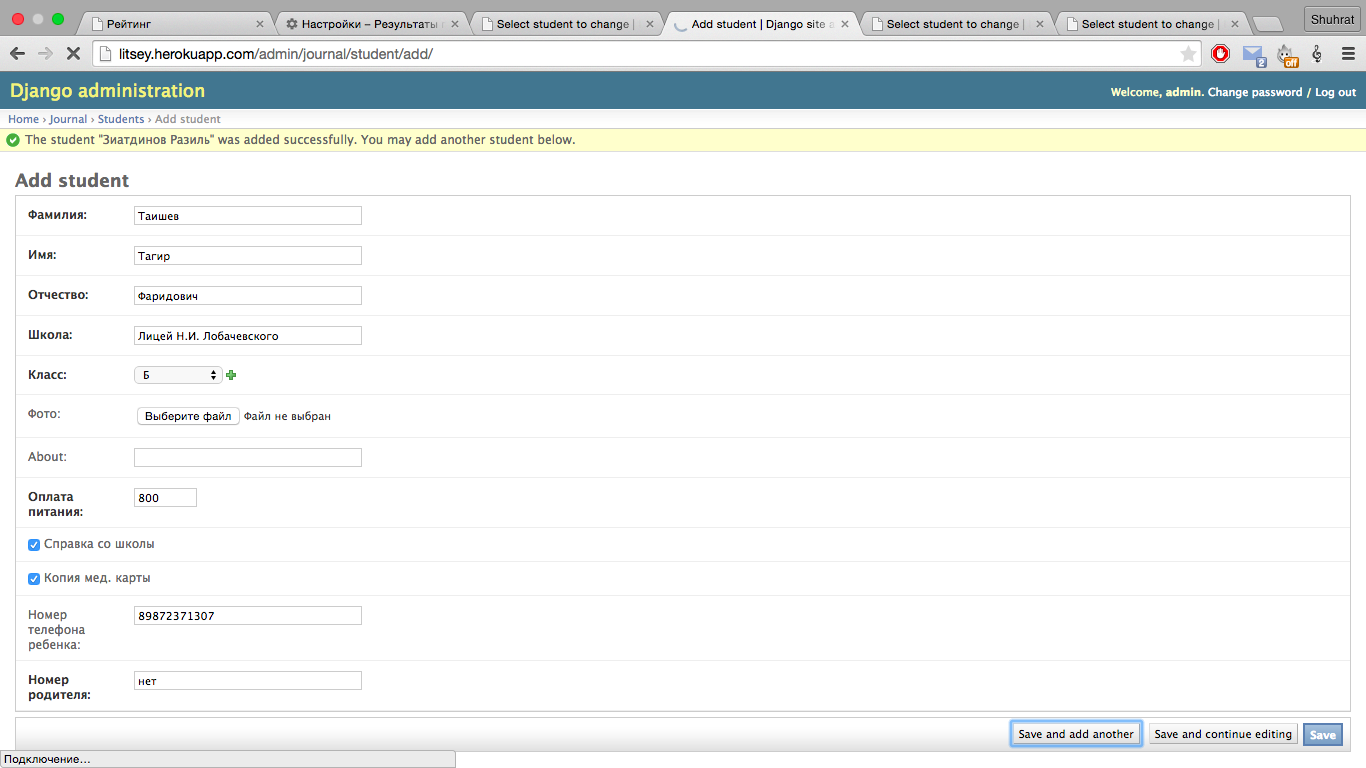 Рейтинг
Настройки – Результаты
Select student to change |
Add student | Django site a
Select student to change |
Select student to change |
Shuhrat
litsey.herokuapp.com/admin/journal/student/add/
2
off
Django administration
Welcome, admin. Change password / Log out
Home › Journal › Students › Add student
The student "Зиатдинов Разиль" was added successfully. You may add another student below.
Add student
Фамилия: Таишев
Имя: Тагир
Отчество: Фаридович
Школа: Лицей Н.И. Лобачевского
Класс: Б
Фото: Выберите файл Файл не выбран
About:
Оплата
питания: 800
Справка со школы
Копия мед. карты
Номер
телефона
ребенка: 89872371307
Номер
родителя: нет
Save and add another Save and continue editing Save
Подключение...